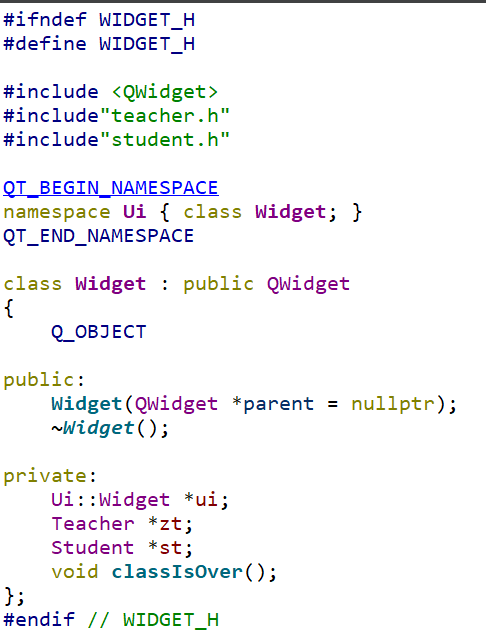 #ifndef WIDGET_H
#define WIDGET_H
#include <QWidget>
#include"teacher.h"
#include"student.h"
QT_BEGIN_NAMESPACE
namespace Ui { class Widget; }
QT_END_NAMESPACE
class Widget : public QWidget
{
    Q_OBJECT
public:
    Widget(QWidget *parent = nullptr);
    ~Widget();
private:
    Ui::Widget *ui;
    Teacher *zt;
    Student *st;
    void classIsOver();
};
#endif // WIDGET_H